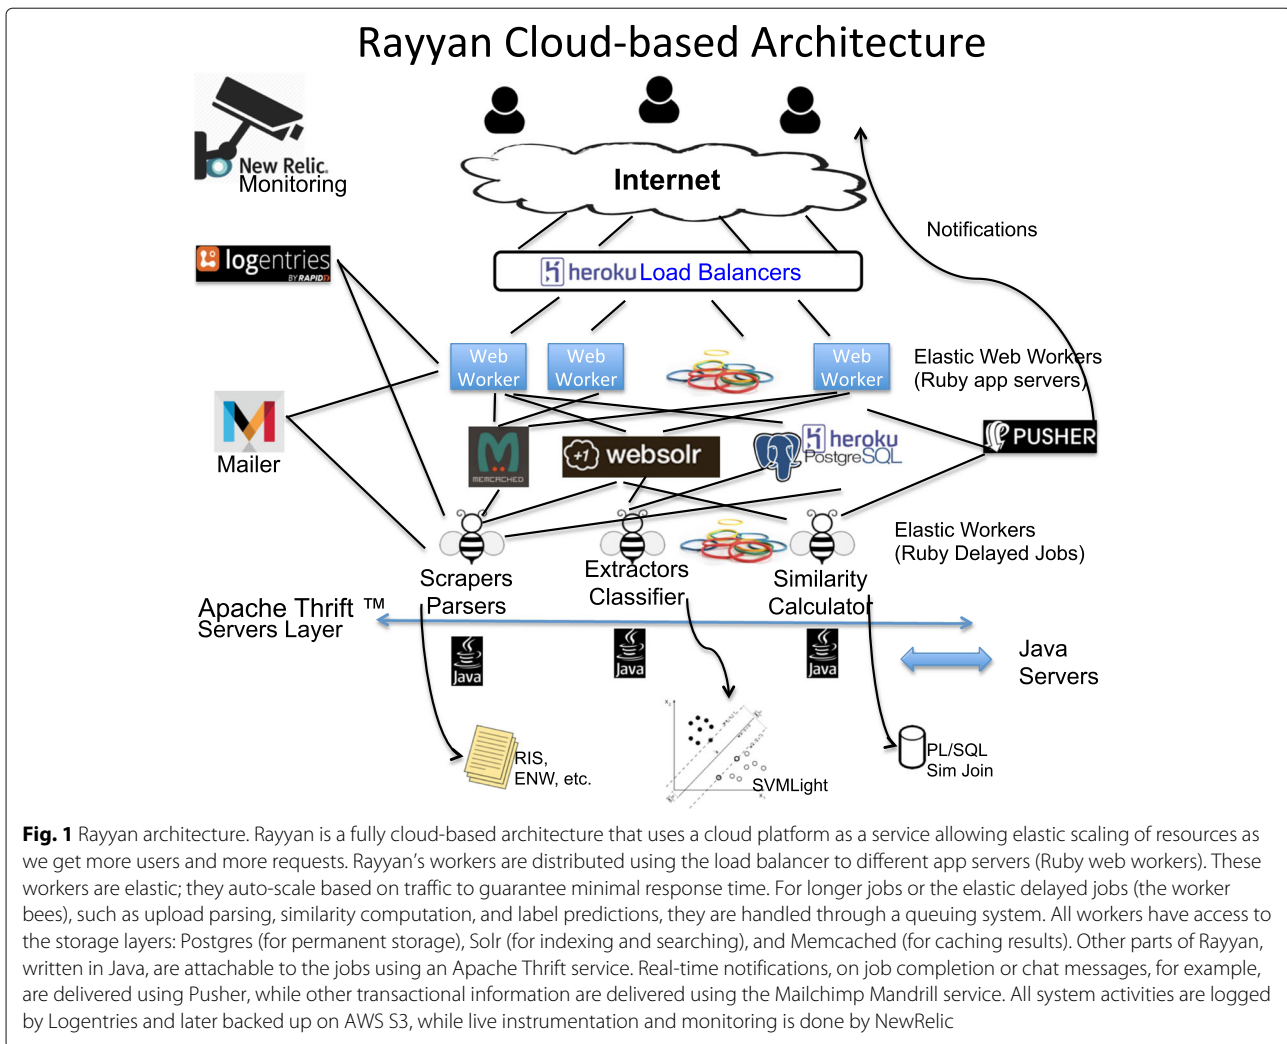 Rayyan Cloud-based Architecture
New Relic.
Monitoring
Internet
Notifications
logentries
BY RAPID7
heroku Load Balancers
Web
Worker
Web
Worker
Web
Worker
Elastic Web Workers
(Ruby app servers)
Mailer
MEMCACHED
+1 websolr
heroku
PostgreSQL
PUSHER
Elastic Workers
(Ruby Delayed Jobs)
Scrapers
Parsers
Extractors
Classifier
Similarity
Calculator
Apache Thrift ™
Servers Layer
Java
Java
Java
Java
Servers
RIS,
ENW, etc.
SVMLight
PL/SQL
Sim Join
Fig. 1 Rayyan architecture. Rayyan is a fully cloud-based architecture that uses a cloud platform as a service allowing elastic scaling of resources as
we get more users and more requests. Rayyan's workers are distributed using the load balancer to different app servers (Ruby web workers). These
workers are elastic; they auto-scale based on traffic to guarantee minimal response time. For longer jobs or the elastic delayed jobs (the worker
bees), such as upload parsing, similarity computation, and label predictions, they are handled through a queuing system. All workers have access to
the storage layers: Postgres (for permanent storage), Solr (for indexing and searching), and Memcached (for caching results). Other parts of Rayyan,
written in Java, are attachable to the jobs using an Apache Thrift service. Real-time notifications, on job completion or chat messages, for example,
are delivered using Pusher, while other transactional information are delivered using the Mailchimp Mandrill service. All system activities are logged
by Logentries and later backed up on AWS S3, while live instrumentation and monitoring is done by NewRelic